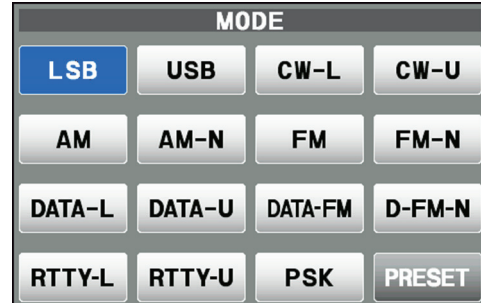 MODE
LSB USB CW-L CW-U
AM AM-N FM FM-N
DATA-L DATA-U DATA-FM D-FM-N
RTTY-L RTTY-U PSK PRESET